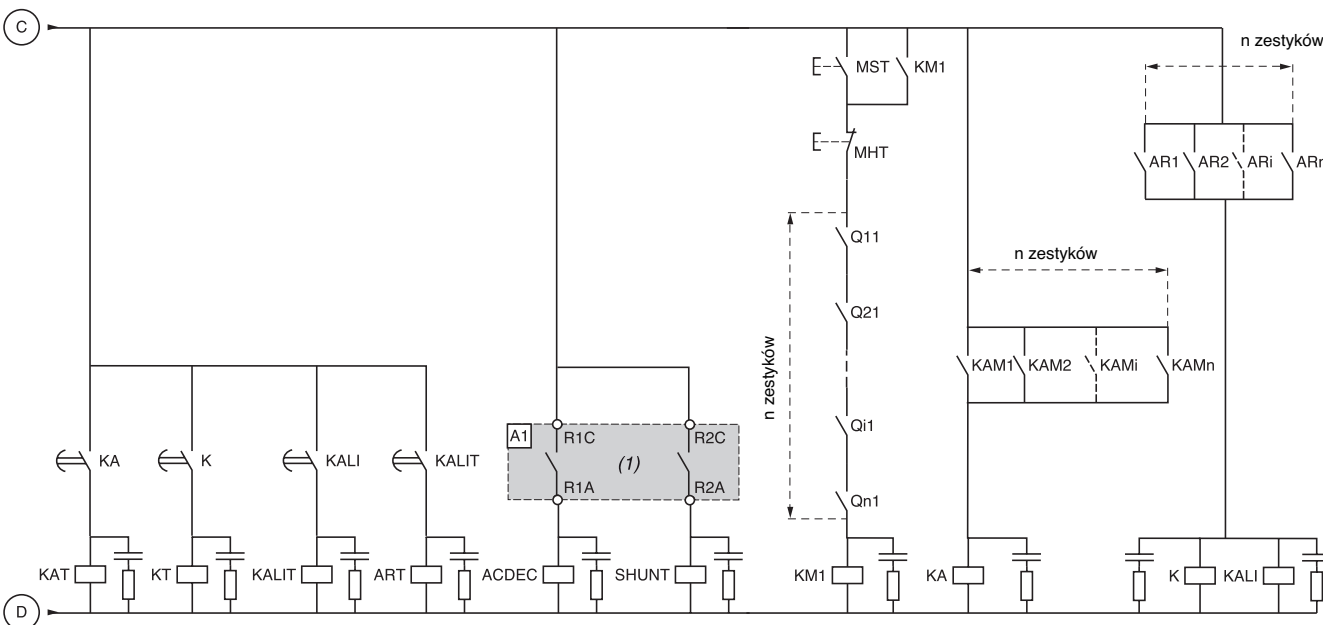 C
n zestyków
MST KM1
MHT
AR1 AR2 ARi ARn
Q11
n zestyków
Q21
n zestyków
KAM1 KAM2 KAMi KAMn
Qi1
A1 R1C R2C
KA K KALI KALIT
(1)
R1A R2A
Qn1
KAT KT KALIT ART ACDEC SHUNT KM1 KA K KALI
D